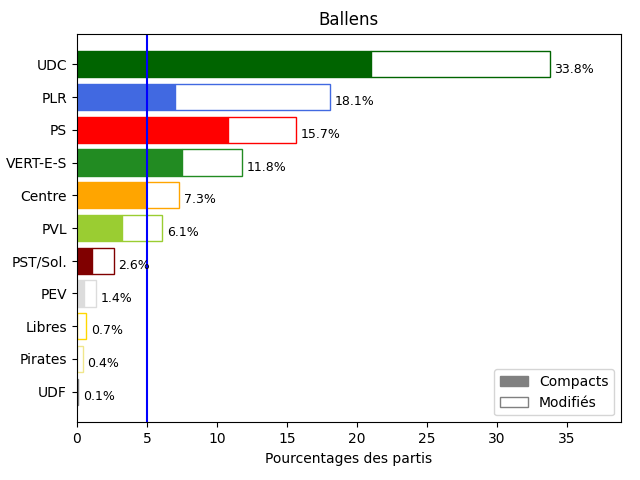 Ballens
UDC 33.8%
PLR 18.1%
PS 15.7%
VERT-E-S 11.8%
Centre 7.3%
PVL 6.1%
PST/Sol. 2.6%
PEV 1.4%
Libres 0.7%
Pirates 0.4%
UDF 0.1%
Compacts
Modifiés
0 5 10 15 20 25 30 35
Pourcentages des partis